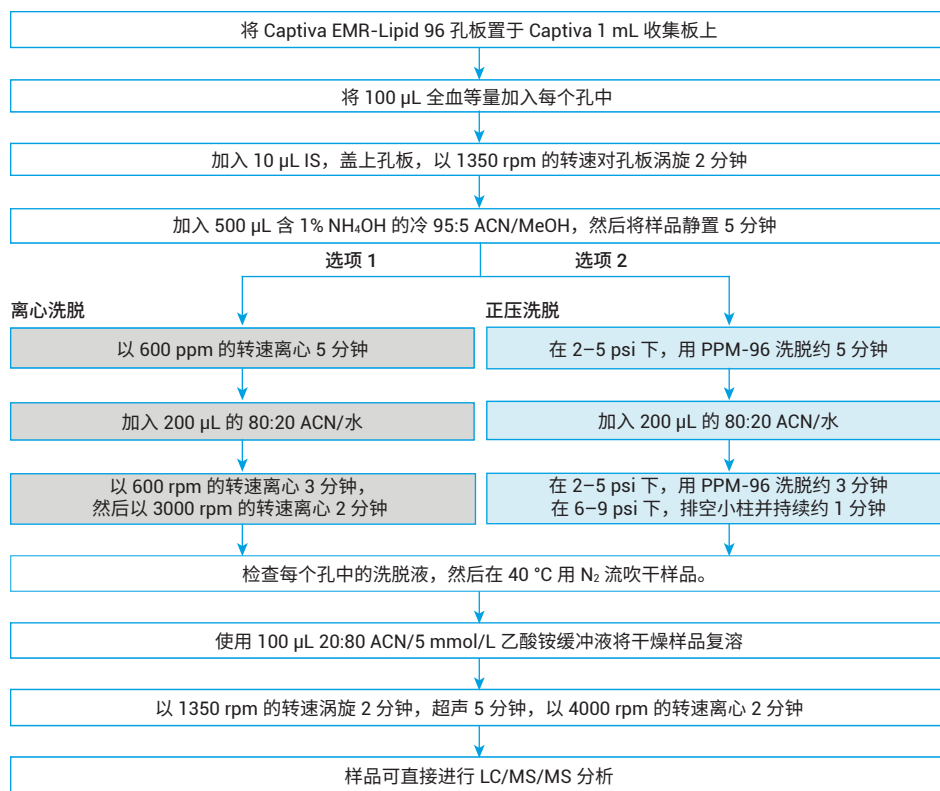 将 Captiva EMR-Lipid 96 孔板置于 Captiva 1 mL 收集板上
将 100 µL 全血等量加入每个孔中
加入 10 µL IS，盖上孔板，以 1350 rpm 的转速对孔板涡旋 2 分钟
加入 500 µL 含 1% NH₄OH 的冷 95:5 ACN/MeOH，然后将样品静置 5 分钟
选项 1
选项 2
离心洗脱
以 600 ppm 的转速离心 5 分钟
加入 200 µL 的 80:20 ACN/水
以 600 rpm 的转速离心 3 分钟，
然后以 3000 rpm 的转速离心 2 分钟
正压洗脱
在 2–5 psi 下，用 PPM-96 洗脱约 5 分钟
加入 200 µL 的 80:20 ACN/水
在 2–5 psi 下，用 PPM-96 洗脱约 3 分钟
在 6–9 psi 下，排空小柱并持续约 1 分钟
检查每个孔中的洗脱液，然后在 40 °C 用 N₂ 流吹干样品。
使用 100 µL 20:80 ACN/5 mmol/L 乙酸铵缓冲液将干燥样品复溶
以 1350 rpm 的转速涡旋 2 分钟，超声 5 分钟，以 4000 rpm 的转速离心 2 分钟
样品可直接进行 LC/MS/MS 分析